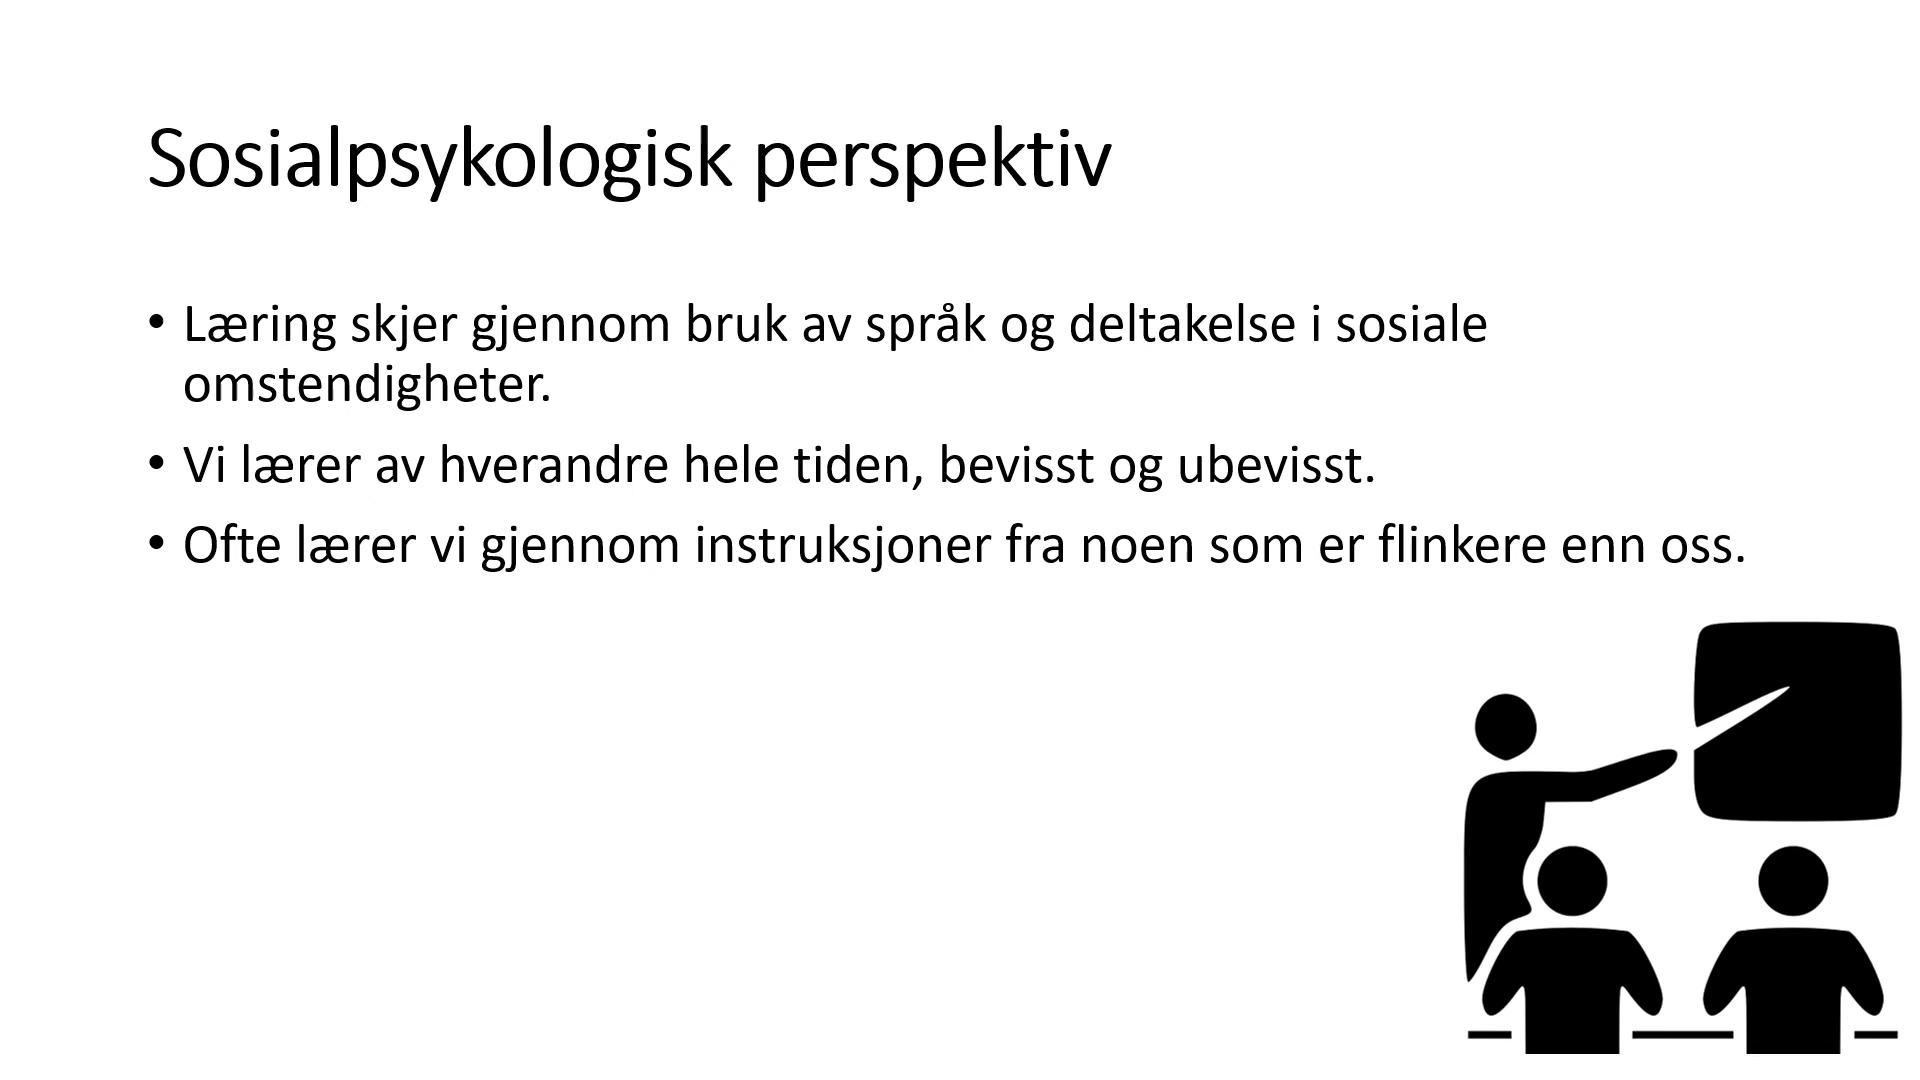 Sosialpsykologisk perspektiv
• Læring skjer gjennom bruk av språk og deltakelse i sosiale
omstendigheter.
• Vi lærer av hverandre hele tiden, bevisst og ubevisst.
• Ofte lærer vi gjennom instruksjoner fra noen som er flinkere enn oss.